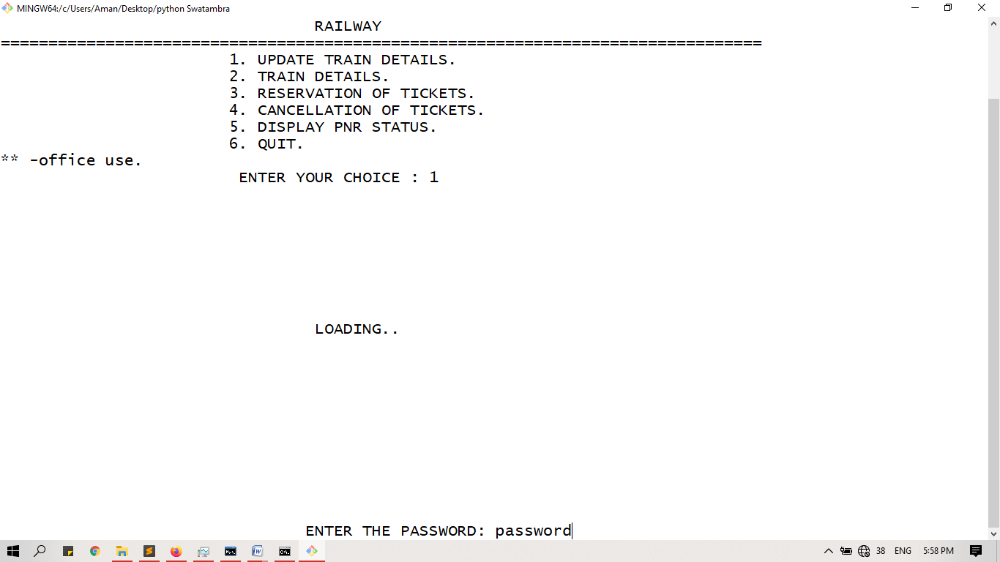 MINGW64:/c/Users/Aman/Desktop/python Swatambra
RAILWAY
================================================================================
1. UPDATE TRAIN DETAILS.
2. TRAIN DETAILS.
3. RESERVATION OF TICKETS.
4. CANCELLATION OF TICKETS.
5. DISPLAY PNR STATUS.
6. QUIT.
** -office use.
ENTER YOUR CHOICE : 1
LOADING..
ENTER THE PASSWORD: password
38 ENG 5:58 PM